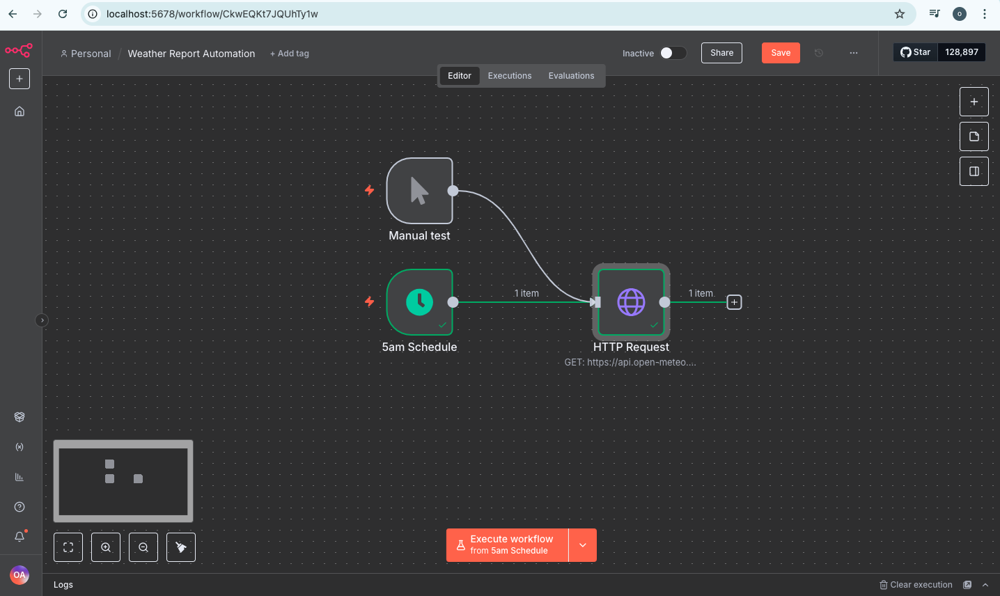 localhost:5678/workflow/CkwEQKt7JQUhTy1w
o
Personal / Weather Report Automation + Add tag
Inactive
Share
Save
Star 128,897
Editor Executions Evaluations
Manual test
1 item
1 item
5am Schedule
HTTP Request
GET: https://api.open-meteo....
Execute workflow
from 5am Schedule
OA
Logs
Clear execution